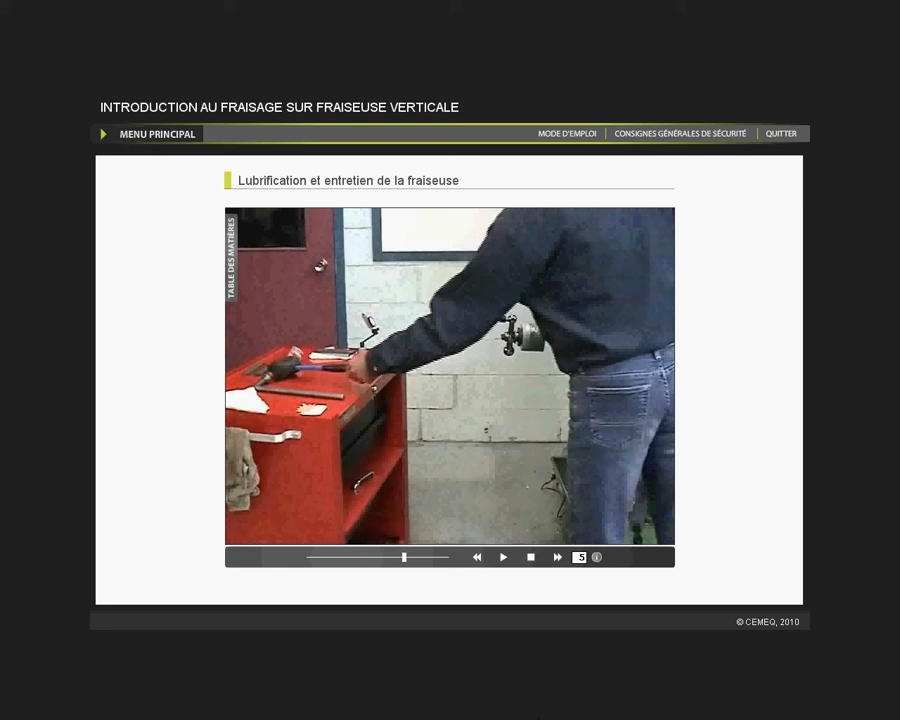 INTRODUCTION AU FRAISAGE SUR FRAISEUSE VERTICALE
MENU PRINCIPAL
MODE D'EMPLOI
CONSIGNES GÉNÉRALES DE SÉCURITÉ
QUITTER
Lubrification et entretien de la fraiseuse
TABLE DES MATIÈRES
5
© CEMEQ, 2010